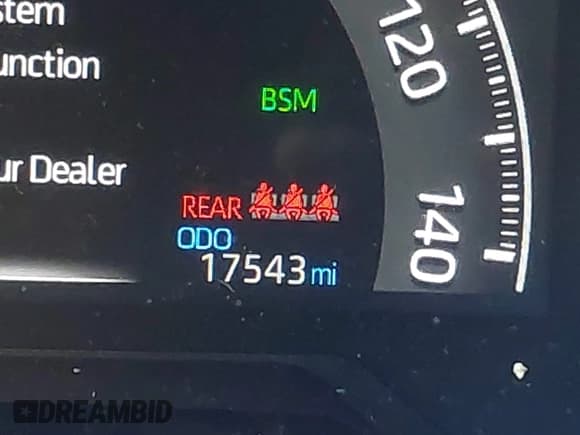 stem
unction
ur Dealer
BSM
REAR
ODO
17543 mi
120
140
DREAMBID